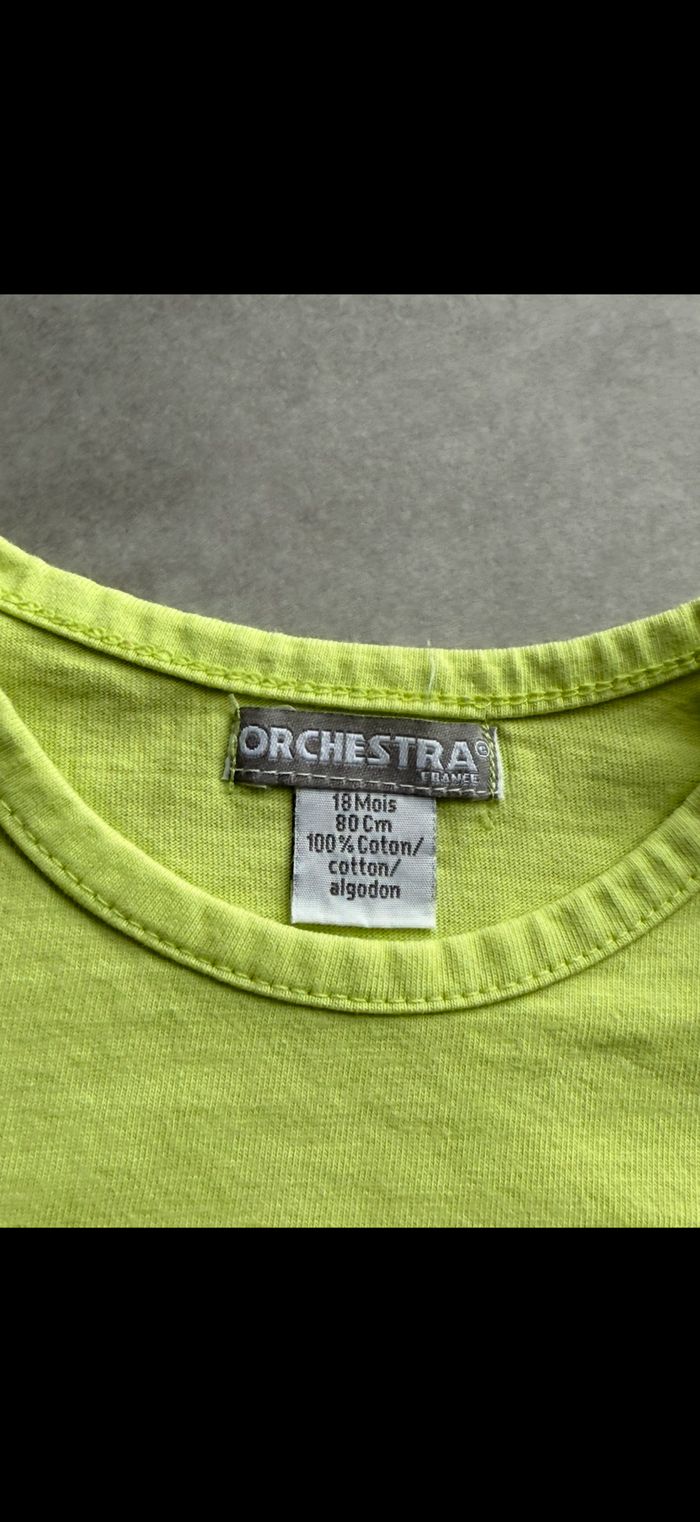 ORCHESTRA®
FRANCE
18 Mois
80 Cm
100% Coton/
cotton/
algodon